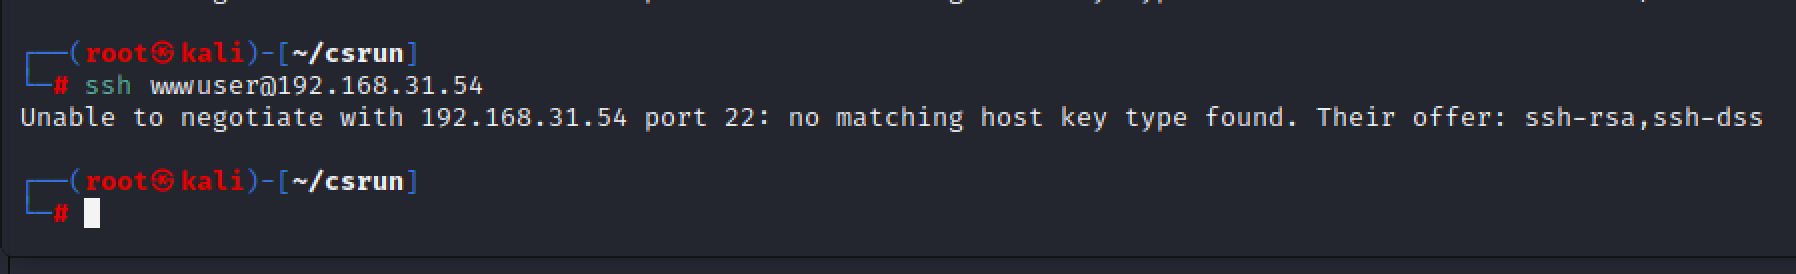 ┌──(root㉿kali)-[~/csrun]
└─# ssh wwwuser@192.168.31.54
Unable to negotiate with 192.168.31.54 port 22: no matching host key type found. Their offer: ssh-rsa,ssh-dss
┌──(root㉿kali)-[~/csrun]
└─#